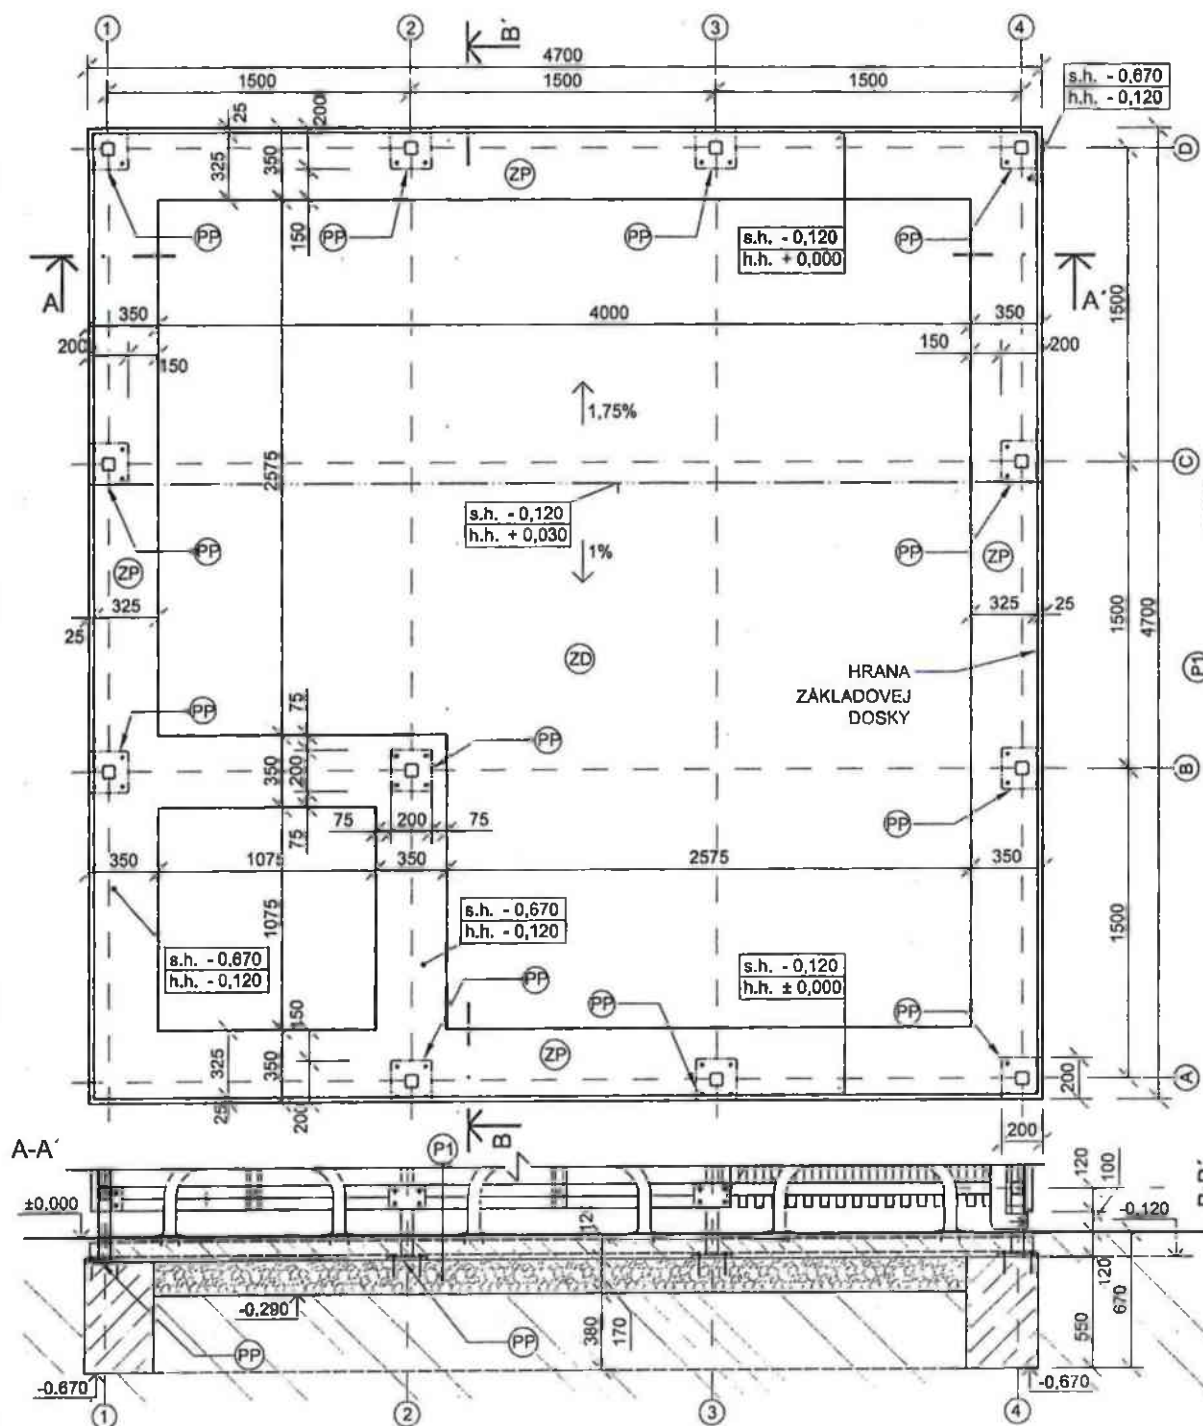 1 2 B' 3 4
4700
1500 1500 1500
s.h. - 0,670
h.h. - 0,120
25 200
325 350
ZP D
PP PP PP PP
150
s.h. - 0,120
h.h. + 0,000
A A'
350 4000 350
1500
200 150 150 200
1,75%
C
2575
s.h. - 0,120
h.h. + 0,030
PP 1% PP ZP
ZP
325 325 25
25
4700
1500
ZD
HRANA
ZÁKLADOVEJ
DOSKY
P1
PP 75 PP
350 200 B
75
75 200 75 PP
350 1075 350 2575 350
1075
s.h. - 0,670
h.h. - 0,120
s.h. - 0,670
h.h. - 0,120
s.h. - 0,120
h.h. ± 0,000
1500
PP PP PP
150
325 350 ZP
25 200
200 A
B
200
A-A'
P1
120 100
±0,000 -0,120
120
-0,290
380 170 550 670
PP PP
-0.670 -0,670
1 2 3 4